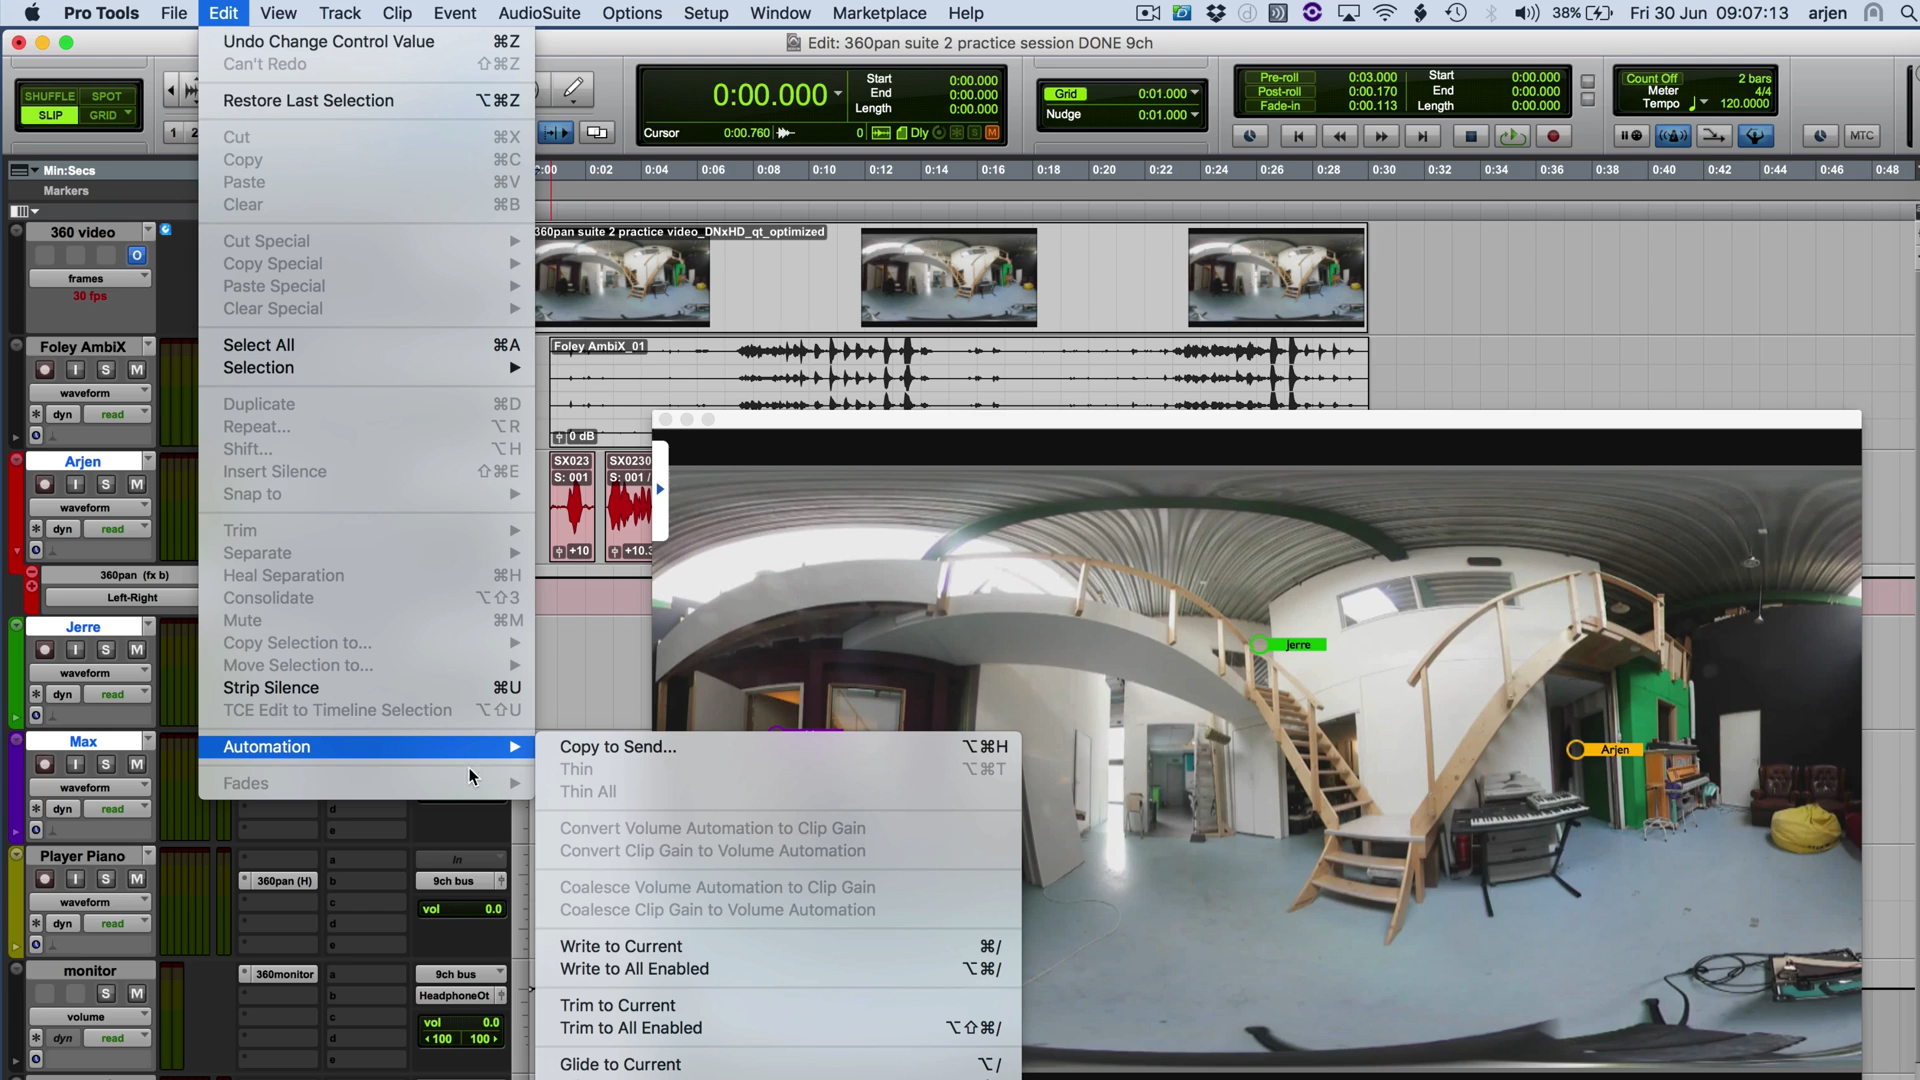 Pro Tools File Edit View Track Clip Event AudioSuite Options Setup Window Marketplace Help 38% Fri 30 Jun 09:07:13 arjen
Edit: 360pan suite 2 practice session DONE 9ch
SHUFFLE SPOT
SLIP GRID
1 2
0:00.000
Start 0:00.000
End 0:00.000
Length 0:00.000
Cursor 0:00.760 0 Dly S M
Grid 0:01.000
Nudge 0:01.000
Pre-roll 0:03.000 Start 0:00.000
Post-roll 0:00.170 End 0:00.000
Fade-in 0:00.113 Length 0:00.000
Count Off 2 bars
Meter 4/4
Tempo 120.0000
MTC
Undo Change Control Value ⌘Z
Can't Redo ⇧⌘Z
Restore Last Selection ⌥⌘Z
Cut ⌘X
Copy ⌘C
Paste ⌘V
Clear ⌘B
Cut Special
Copy Special
Paste Special
Clear Special
Select All ⌘A
Selection
Duplicate ⌘D
Repeat... ⌥R
Shift... ⌥H
Insert Silence ⇧⌘E
Snap to
Trim
Separate
Heal Separation ⌘H
Consolidate ⌥⇧3
Mute ⌘M
Copy Selection to...
Move Selection to...
Strip Silence ⌘U
TCE Edit to Timeline Selection ⌥⇧U
Automation
Fades
Copy to Send... ⌥⌘H
Thin ⌥⌘T
Thin All
Convert Volume Automation to Clip Gain
Convert Clip Gain to Volume Automation
Coalesce Volume Automation to Clip Gain
Coalesce Clip Gain to Volume Automation
Write to Current ⌘/
Write to All Enabled ⌥⌘/
Trim to Current
Trim to All Enabled ⌥⇧⌘/
Glide to Current ⌥/
Min:Secs
Markers
:00 0:02 0:04 0:06 0:08 0:10 0:12 0:14 0:16 0:18 0:20 0:22 0:24 0:26 0:28 0:30 0:32 0:34 0:36 0:38 0:40 0:42 0:44 0:46 0:48
360 video
O
frames
30 fps
360pan suite 2 practice video_DNxHD_qt_optimized
Foley AmbiX
I S M
waveform
dyn read
Foley AmbiX_01
0 dB
Arjen
I S M
waveform
dyn read
SX023 SX0230
S: 001 S: 001 /
+10 +10.3
360pan (fx b)
Left-Right
Jerre
I S M
waveform
dyn read
Max
I S M
waveform
dyn read
d
e
Player Piano
I S M
waveform
dyn read
360pan (H)
a
b
c
d
e
In
9ch bus
vol 0.0
monitor
S M
volume
dyn read
360monitor
a
b
c
d
e
9ch bus
HeadphoneOt
vol 0.0
100 100
Jerre
Arjen